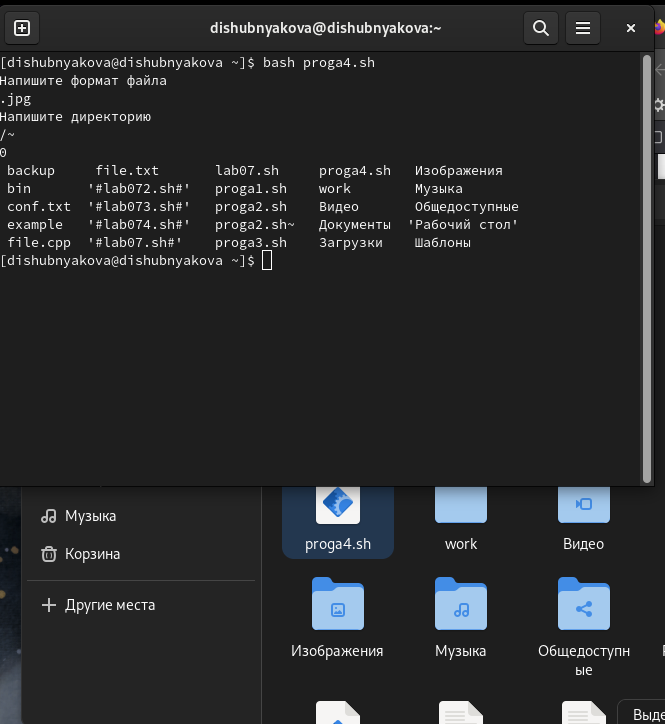 dishubnyakova@dishubnyakova:~
[dishubnyakova@dishubnyakova ~]$ bash proga4.sh
Напишите формат файла
.jpg
Напишите директорию
/~
0
backup file.txt lab07.sh proga4.sh Изображения
bin '#lab072.sh#' proga1.sh work Музыка
conf.txt '#lab073.sh#' proga2.sh Видео Общедоступные
example '#lab074.sh#' proga2.sh~ Документы 'Рабочий стол'
file.cpp '#lab07.sh#' proga3.sh Загрузки Шаблоны
[dishubnyakova@dishubnyakova ~]$
Музыка
Корзина
Другие места
proga4.sh work Видео
Изображения Музыка Общедоступн
ые